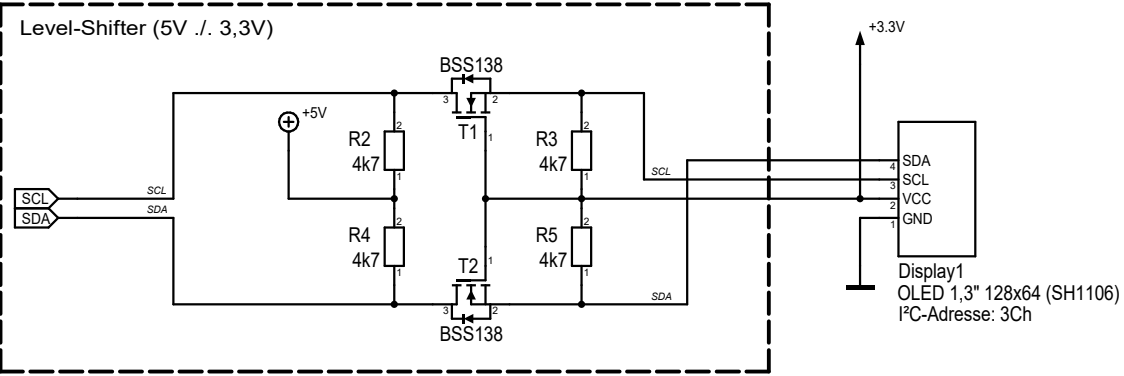 Level-Shifter (5V ./. 3,3V)
+3.3V
BSS138
3
2
T1
1
+5V
R2
4k7
2
1
R3
4k7
2
1
SCL
SDA
SCL
SDA
SCL
4
SDA
3
SCL
2
VCC
1
GND
R4
4k7
2
1
T2
1
R5
4k7
2
1
3
2
BSS138
SDA
Display1
OLED 1,3" 128x64 (SH1106)
I²C-Adresse: 3Ch